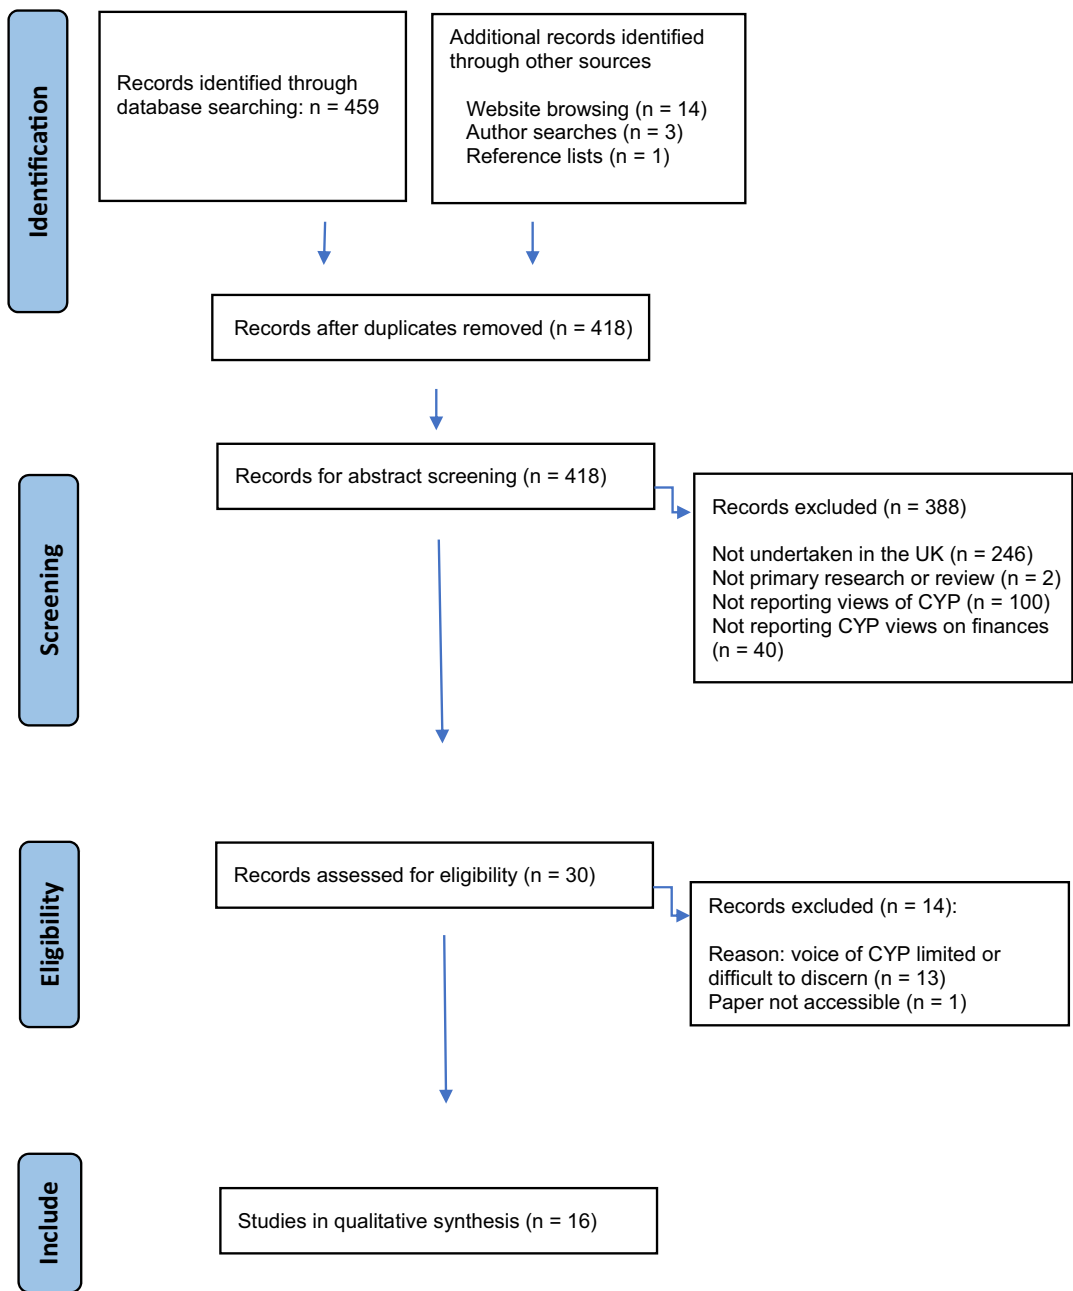 Identification
Records identified through
database searching: n = 459
Additional records identified
through other sources
Website browsing (n = 14)
Author searches (n = 3)
Reference lists (n = 1)
Records after duplicates removed (n = 418)
Screening
Records for abstract screening (n = 418)
Records excluded (n = 388)
Not undertaken in the UK (n = 246)
Not primary research or review (n = 2)
Not reporting views of CYP (n = 100)
Not reporting CYP views on finances
(n = 40)
Eligibility
Records assessed for eligibility (n = 30)
Records excluded (n = 14):
Reason: voice of CYP limited or
difficult to discern (n = 13)
Paper not accessible (n = 1)
Include
Studies in qualitative synthesis (n = 16)